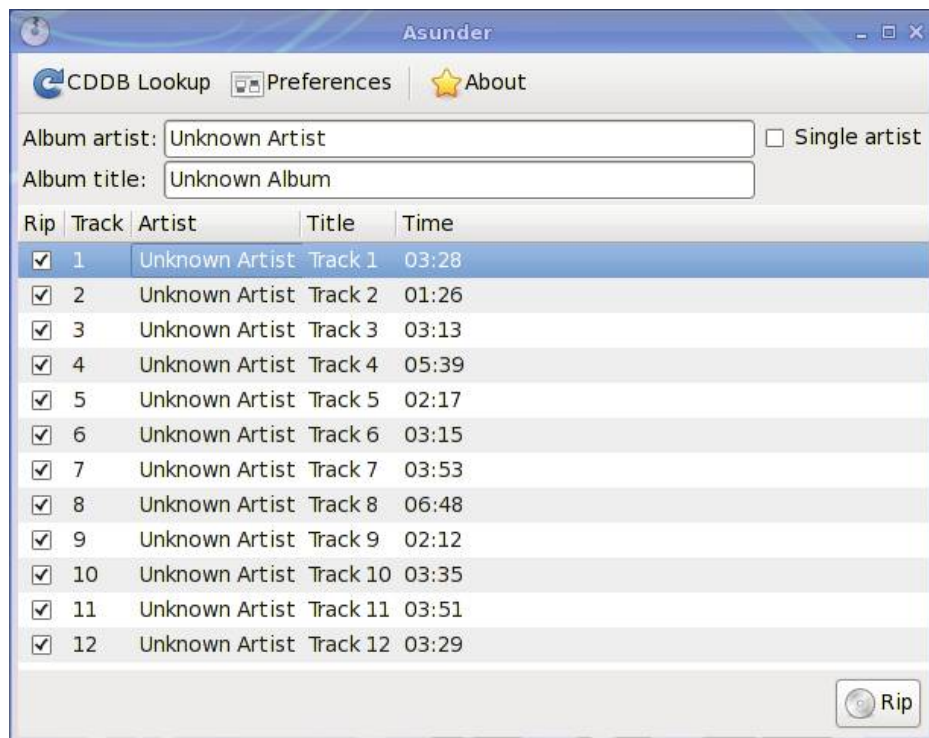 Asunder
CDDB Lookup Preferences About
Album artist: Unknown Artist Single artist
Album title: Unknown Album
Rip Track Artist Title Time
1 Unknown Artist Track 1 03:28
2 Unknown Artist Track 2 01:26
3 Unknown Artist Track 3 03:13
4 Unknown Artist Track 4 05:39
5 Unknown Artist Track 5 02:17
6 Unknown Artist Track 6 03:15
7 Unknown Artist Track 7 03:53
8 Unknown Artist Track 8 06:48
9 Unknown Artist Track 9 02:12
10 Unknown Artist Track 10 03:35
11 Unknown Artist Track 11 03:51
12 Unknown Artist Track 12 03:29
Rip